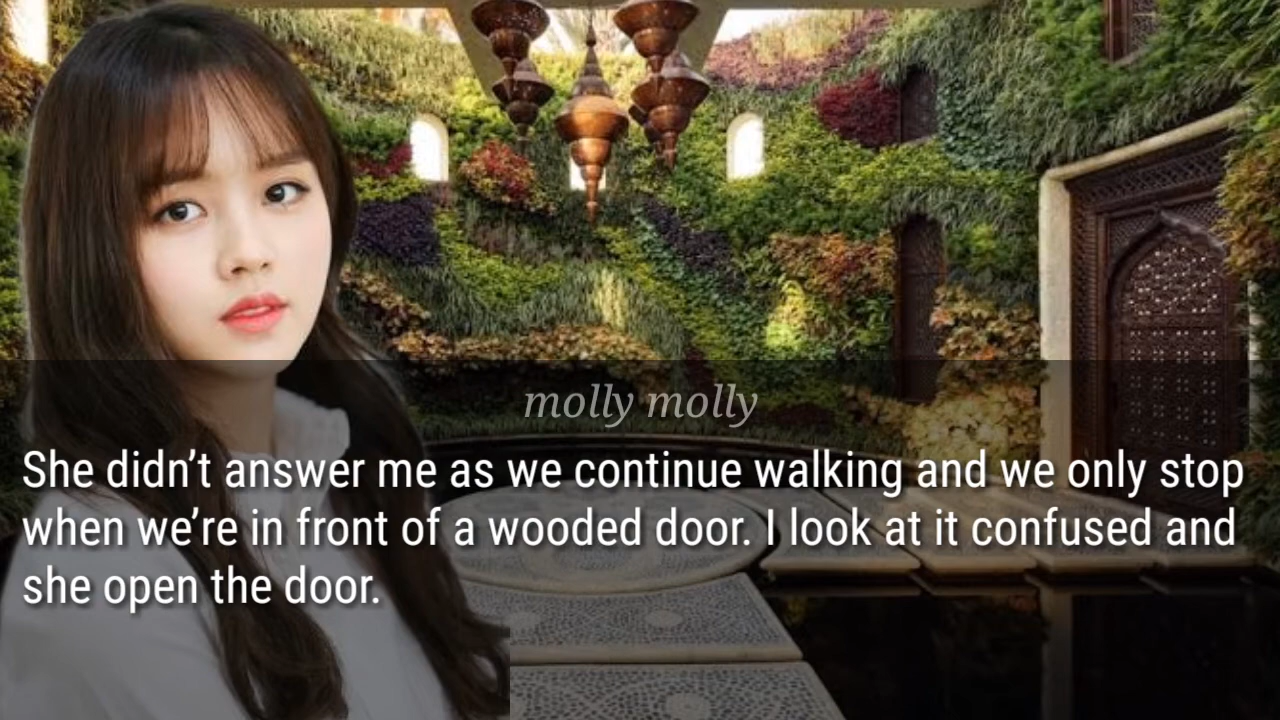 molly molly
She didn’t answer me as we continue walking and we only stop
when we’re in front of a wooded door. I look at it confused and
she open the door.